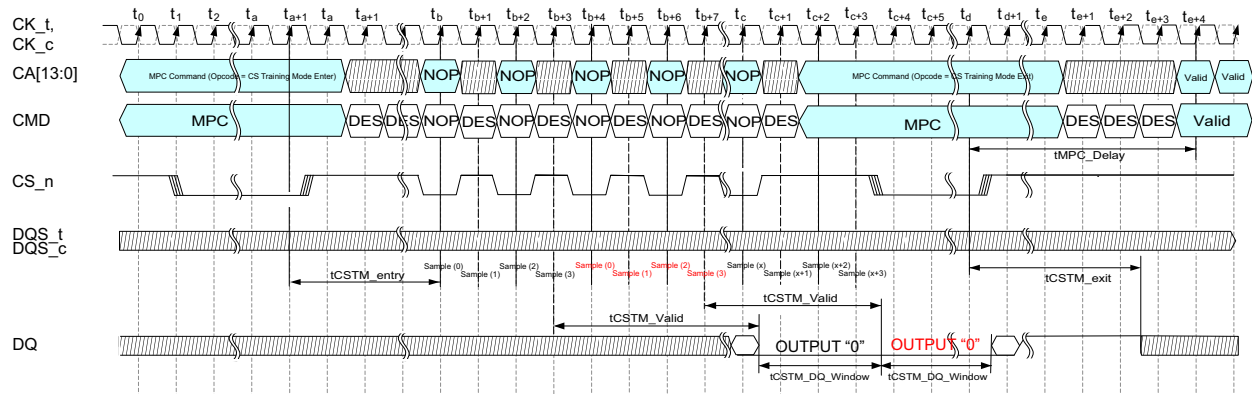 CK_t,
CK_c
t0 t1 t2 ta ta+1 ta ta+1 tb tb+1 tb+2 tb+3 tb+4 tb+5 tb+6 tb+7 tc tc+1 tc+2 tc+3 tc+4 tc+5 td td+1 te te+1 te+2 te+3 te+4
CA[13:0]
MPC Command (Opcode = CS Training Mode Enter) NOP NOP NOP NOP NOP MPC Command (Opcode = CS Training Mode Exit) Valid Valid
CMD
MPC DES DES NOP DES NOP DES NOP DES NOP DES NOP DES MPC DES DES DES Valid
tMPC_Delay
CS_n
DQS_t
DQS_c
Sample (0) Sample (2) Sample (0) Sample (2) Sample (x) Sample (x+2)
Sample (1) Sample (3) Sample (1) Sample (3) Sample (x+1) Sample (x+3)
tCSTM_entry
tCSTM_exit
tCSTM_Valid
tCSTM_Valid
DQ
OUTPUT “0” OUTPUT “0”
tCSTM_DQ_Window tCSTM_DQ_Window